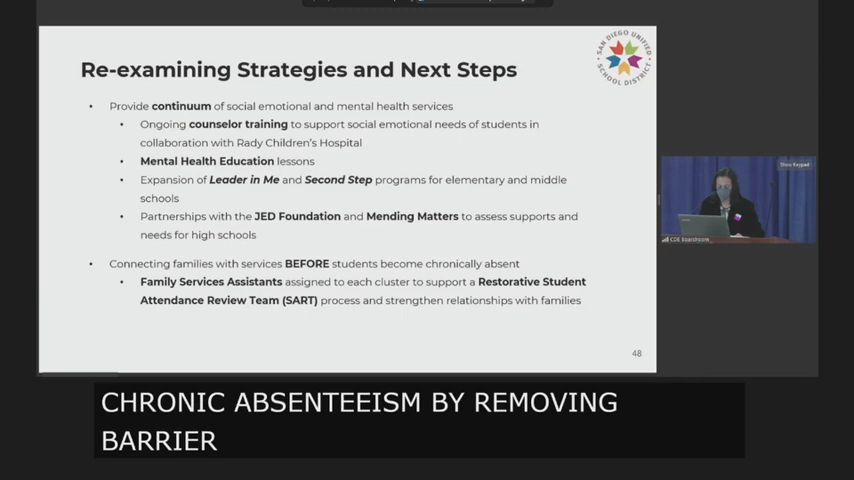 SAN DIEGO UNIFIED
SCHOOL DISTRICT
Re-examining Strategies and Next Steps
• Provide continuum of social emotional and mental health services
• Ongoing counselor training to support social emotional needs of students in
collaboration with Rady Children's Hospital
• Mental Health Education lessons
• Expansion of Leader in Me and Second Step programs for elementary and middle
schools
• Partnerships with the JED Foundation and Mending Matters to assess supports and
needs for high schools
• Connecting families with services BEFORE students become chronically absent
• Family Services Assistants assigned to each cluster to support a Restorative Student
Attendance Review Team (SART) process and strengthen relationships with families
48
Show Keypad
CDE Boardroom
CHRONIC ABSENTEEISM BY REMOVING
BARRIER